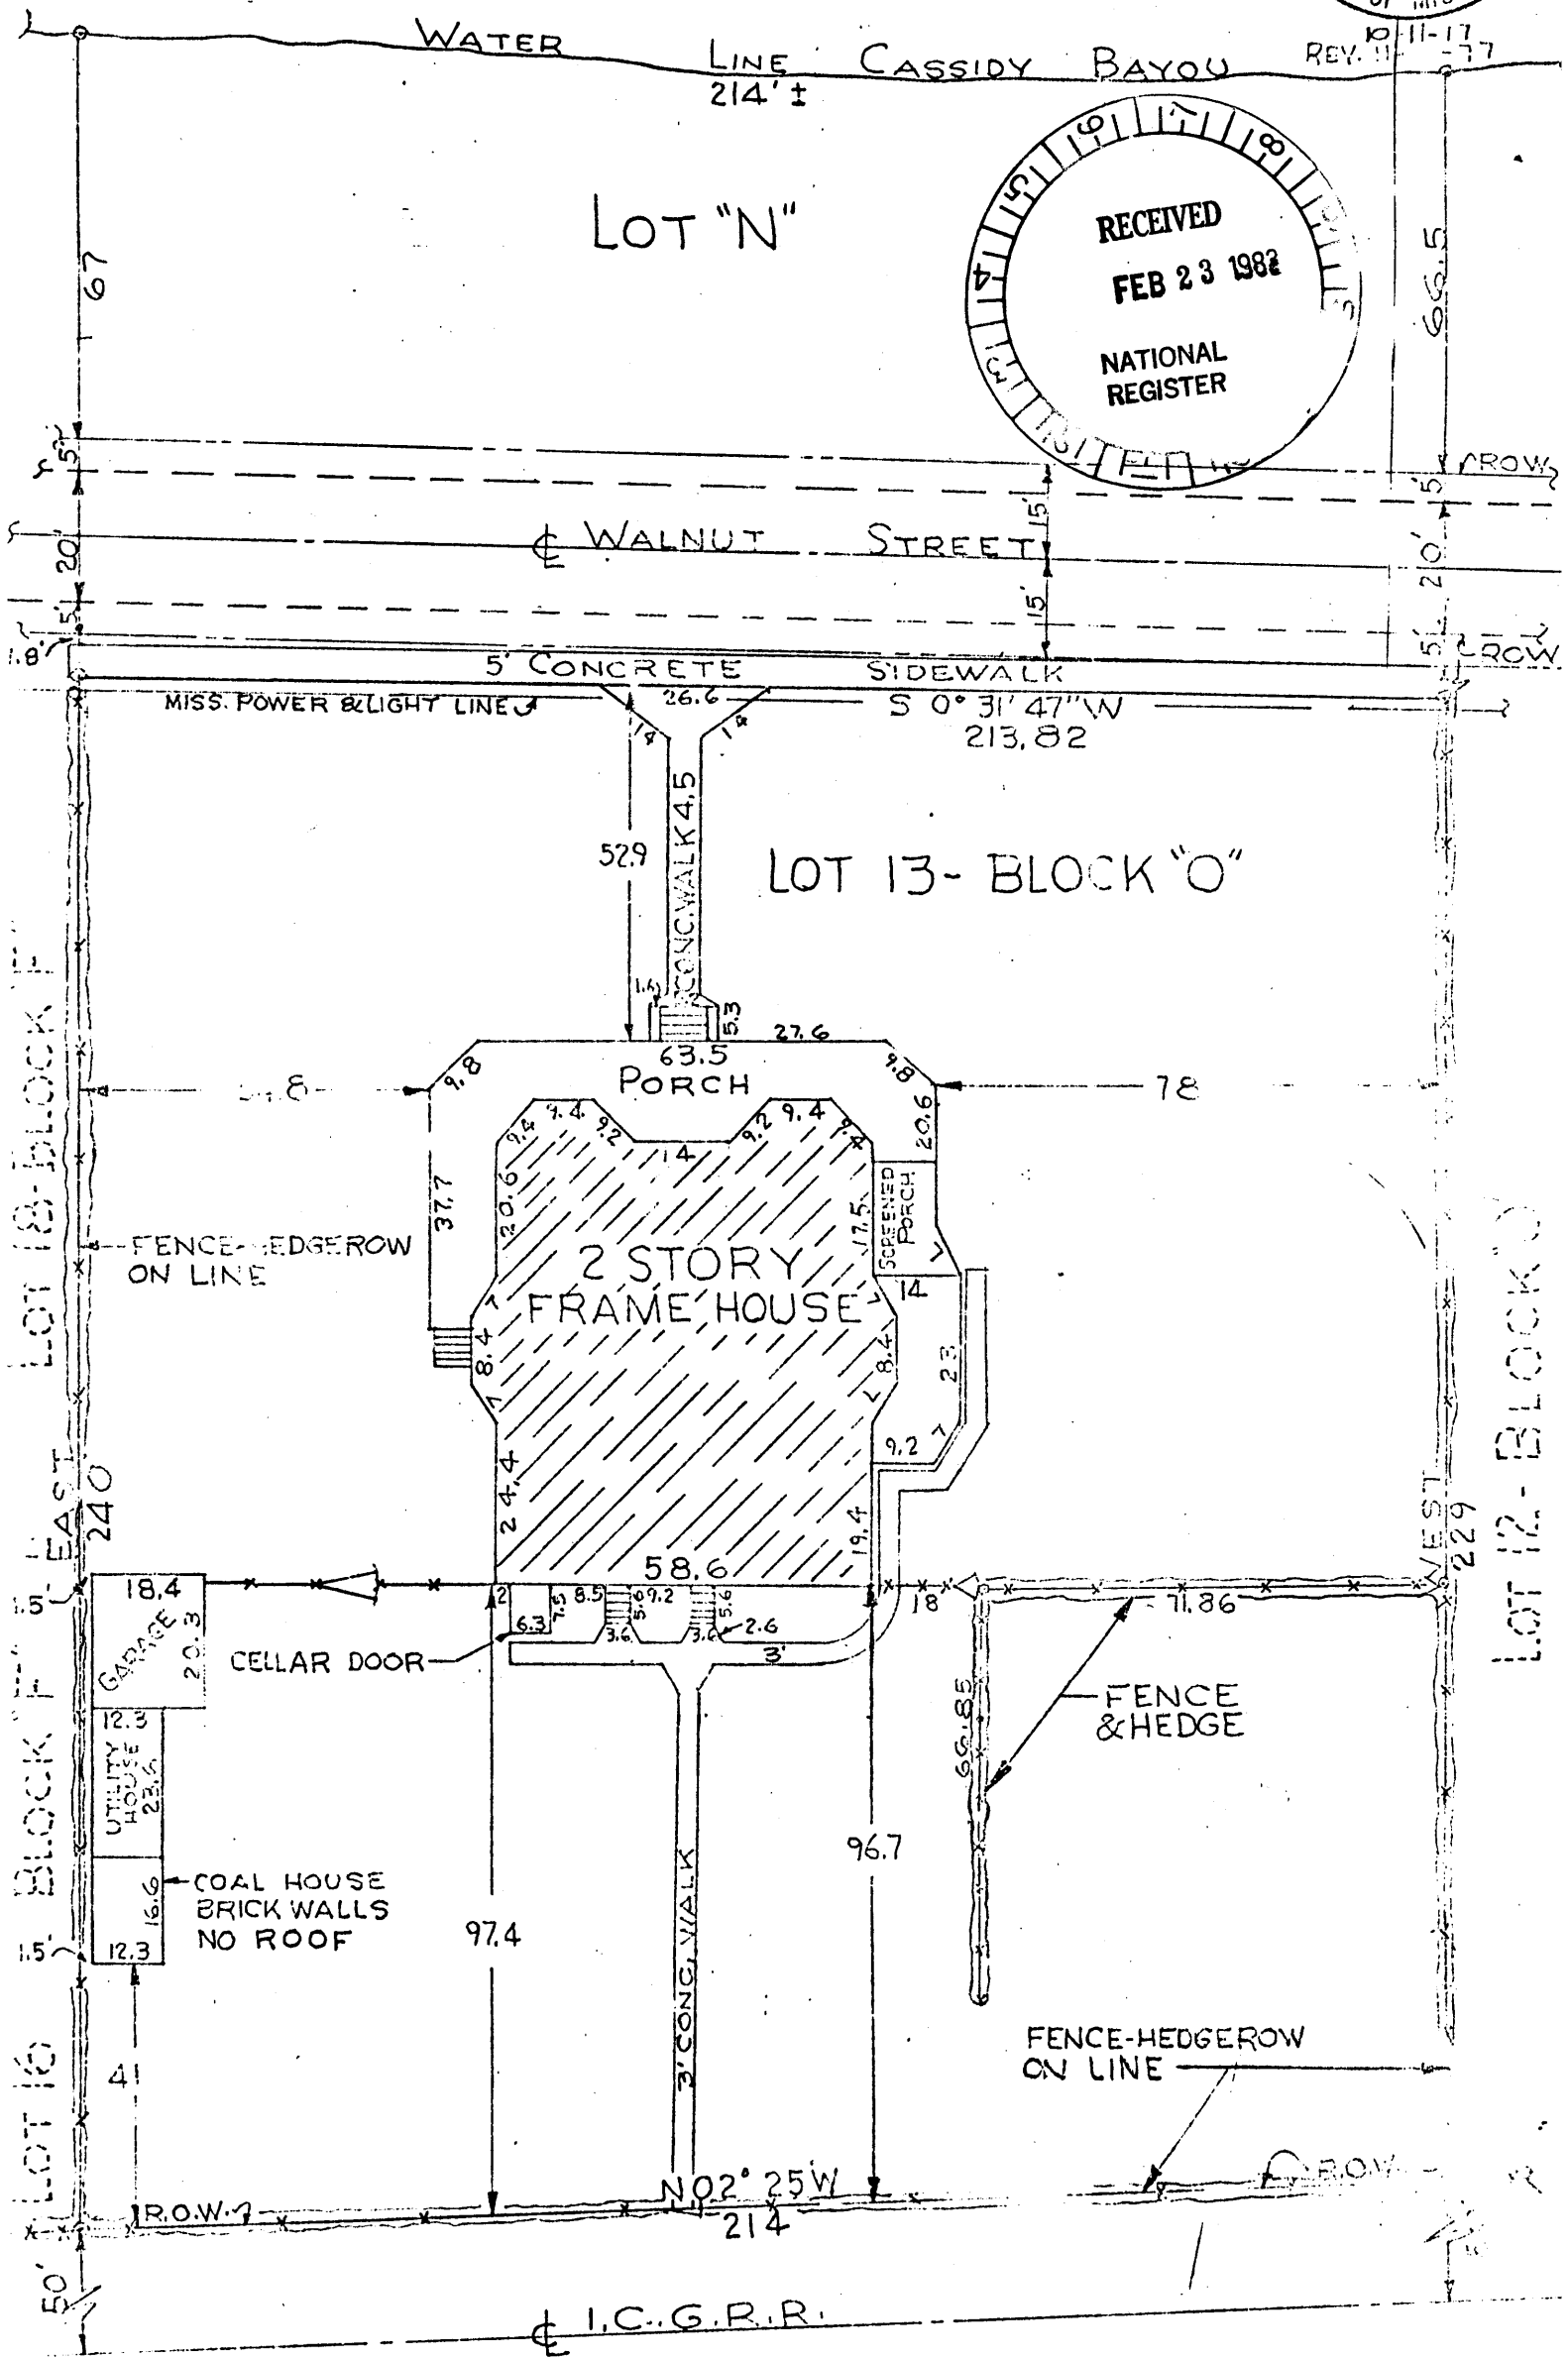 10-11-17
REV. 11- -77
WATER LINE CASSIDY BAYOU
214' ±
LOT "N"
67
66.5
5 6 7 8
4
3
RECEIVED
FEB 23 1982
NATIONAL
REGISTER
5'
20'
5'
1.8'
15'
15'
5'
20'
5'
ROW
ROW
℄ WALNUT STREET
5' CONCRETE SIDEWALK
MISS. POWER & LIGHT LINE
26.6
S 0° 31' 47" W
213.82
14
14
52.9
CONC. WALK 4.5
LOT 13- BLOCK "O"
5.3
27.6
63.5
PORCH
9.8
9.8
78
20.6
9.4
9.4
9.2
14
9.2
9.4
9.4
37.7
20.6
17.5
SCREENED
PORCH
FENCE-HEDGEROW
ON LINE
2 STORY
FRAME HOUSE
7
7
14
8.4
8.4
23
7
7
7
9.2
24.4
19.4
58.6
LOT 18-BLOCK "F"
EAST
240
WEST
229
LOT 12-BLOCK "O"
1.5
18.4
GARAGE
20.3
2
6.3
7.5
8.5
5.6
9.2
5.6
3.6
3.6
2.6
3'
18
71.86
CELLAR DOOR
12.3
UTILITY
HOUSE
66.85
FENCE
& HEDGE
COAL HOUSE
BRICK WALLS
NO ROOF
16.6
12.3
1.5
97.4
96.7
3' CONC. WALK
41
LOT 16 BLOCK "F"
FENCE-HEDGEROW
ON LINE
R.O.W.
N 02° 25 W
214
R.O.W.
50'
℄ I.C.G.R.R.